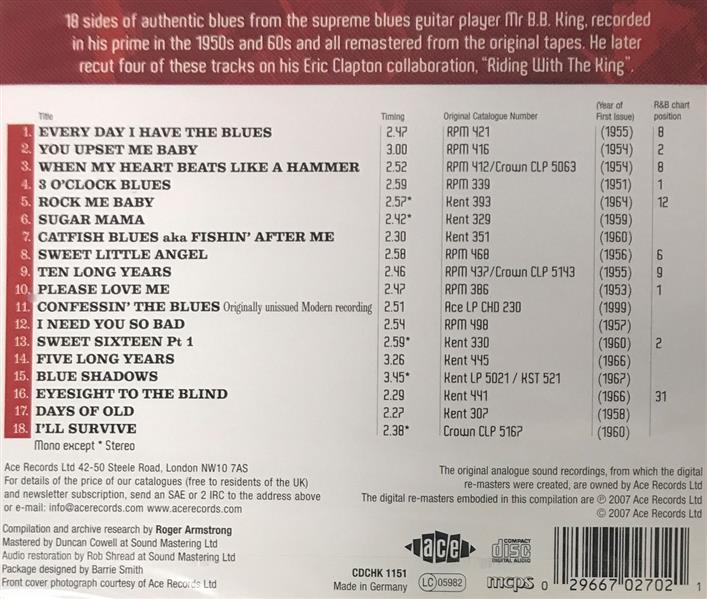 18 sides of authentic blues from the supreme blues guitar player Mr B.B. King, recorded
in his prime in the 1950s and 60s and all remastered from the original tapes. He later
recut four of these tracks on his Eric Clapton collaboration, "Riding With The King".
Title Timing Original Catalogue Number (Year of First Issue) R&B chart position
1. EVERY DAY I HAVE THE BLUES 2.47 RPM 421 (1955) 8
2. YOU UPSET ME BABY 3.00 RPM 416 (1954) 2
3. WHEN MY HEART BEATS LIKE A HAMMER 2.52 RPM 412/Crown CLP 5063 (1954) 8
4. 3 O'CLOCK BLUES 2.59 RPM 339 (1951) 1
5. ROCK ME BABY 2.57* Kent 393 (1964) 12
6. SUGAR MAMA 2.42* Kent 329 (1959)
7. CATFISH BLUES aka FISHIN' AFTER ME 2.30 Kent 351 (1960)
8. SWEET LITTLE ANGEL 2.58 RPM 468 (1956) 6
9. TEN LONG YEARS 2.46 RPM 437/Crown CLP 5143 (1955) 9
10. PLEASE LOVE ME 2.47 RPM 386 (1953) 1
11. CONFESSIN' THE BLUES Originally unissued Modern recording 2.51 Ace LP CHD 230 (1999)
12. I NEED YOU SO BAD 2.54 RPM 498 (1957)
13. SWEET SIXTEEN Pt 1 2.59* Kent 330 (1960) 2
14. FIVE LONG YEARS 3.26 Kent 445 (1966)
15. BLUE SHADOWS 3.45* Kent LP 5021 / KST 521 (1967)
16. EYESIGHT TO THE BLIND 2.29 Kent 441 (1966) 31
17. DAYS OF OLD 2.27 Kent 307 (1958)
18. I'LL SURVIVE 2.38* Crown CLP 5167 (1960)
Mono except * Stereo
Ace Records Ltd 42-50 Steele Road, London NW10 7AS
For details of the price of our catalogues (free to residents of the UK)
and newsletter subscription, send an SAE or 2 IRC to the address above
or e-mail: info@acerecords.com www.acerecords.com
The original analogue sound recordings, from which the digital
re-masters were created, are owned by Ace Records Ltd
The digital re-masters embodied in this compilation are ℗ 2007 Ace Records Ltd
© 2007 Ace Records Ltd
Compilation and archive research by Roger Armstrong
Mastered by Duncan Cowell at Sound Mastering Ltd
Audio restoration by Rob Shread at Sound Mastering Ltd
Package designed by Barrie Smith
Front cover photograph courtesy of Ace Records Ltd
CDCHK 1151
Made in Germany
ace
LC 05982
COMPACT
disc
DIGITAL AUDIO
mcps
0 29667 02702 1